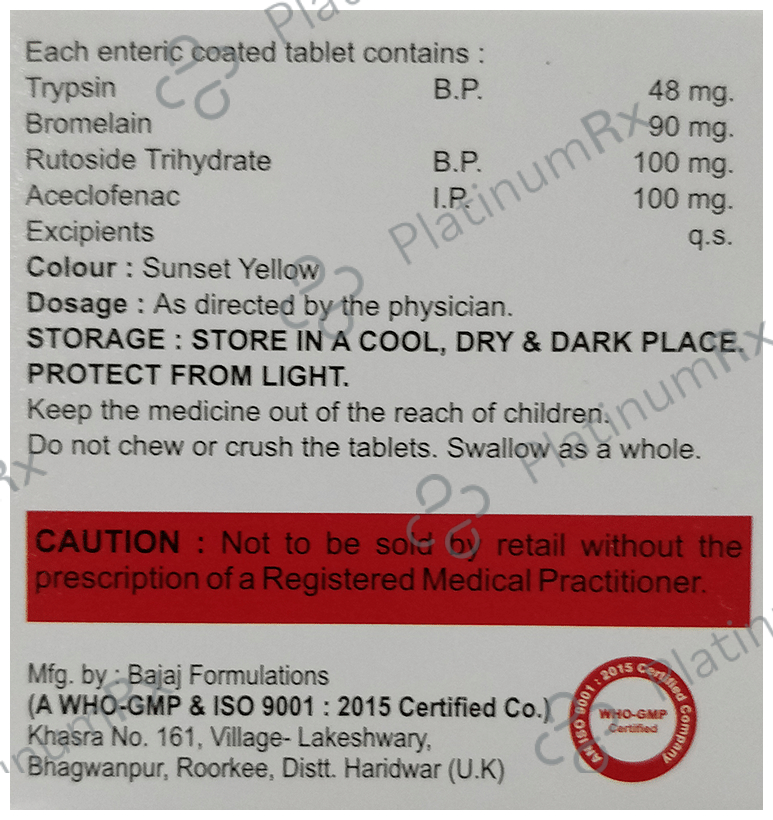 Each enteric coated tablet contains :
Trypsin B.P. 48 mg.
Bromelain 90 mg.
Rutoside Trihydrate B.P. 100 mg.
Aceclofenac I.P. 100 mg.
Excipients q.s.
Colour : Sunset Yellow
Dosage : As directed by the physician.
STORAGE : STORE IN A COOL, DRY & DARK PLACE.
PROTECT FROM LIGHT.
Keep the medicine out of the reach of children.
Do not chew or crush the tablets. Swallow as a whole.
CAUTION : Not to be sold by retail without the
prescription of a Registered Medical Practitioner.
Mfg. by : Bajaj Formulations
(A WHO-GMP & ISO 9001 : 2015 Certified Co.)
Khasra No. 161, Village- Lakeshwary,
Bhagwanpur, Roorkee, Distt. Haridwar (U.K)
AN ISO 9001 : 2015 Certified Company
WHO-GMP
Certified
PlatinumRx
PlatinumRx